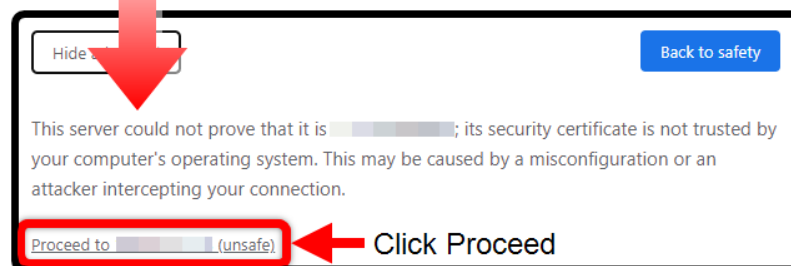 Hide
Back to safety
This server could not prove that it is ; its security certificate is not trusted by
your computer's operating system. This may be caused by a misconfiguration or an
attacker intercepting your connection.
Proceed to (unsafe)
Click Proceed